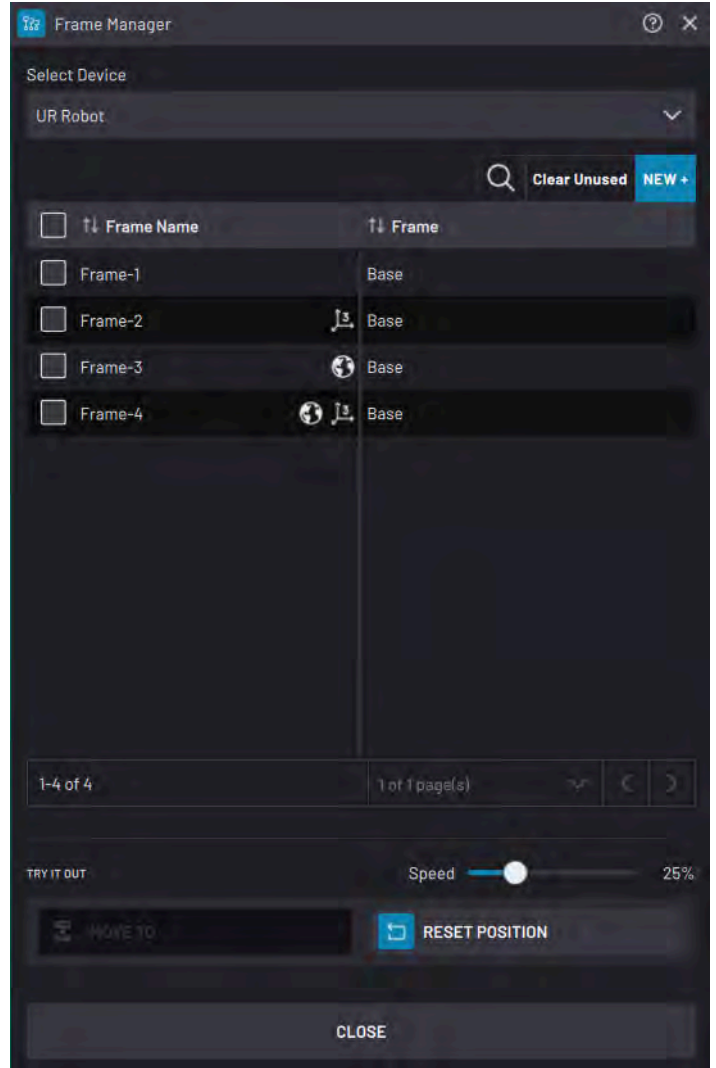 Frame Manager
Select Device
UR Robot
Clear Unused NEW +
Frame Name Frame
Frame-1 Base
Frame-2 3 Base
Frame-3 Base
Frame-4 3 Base
1-4 of 4 1 of 1 page(s)
TRY IT OUT Speed 25%
MOVE TO RESET POSITION
CLOSE